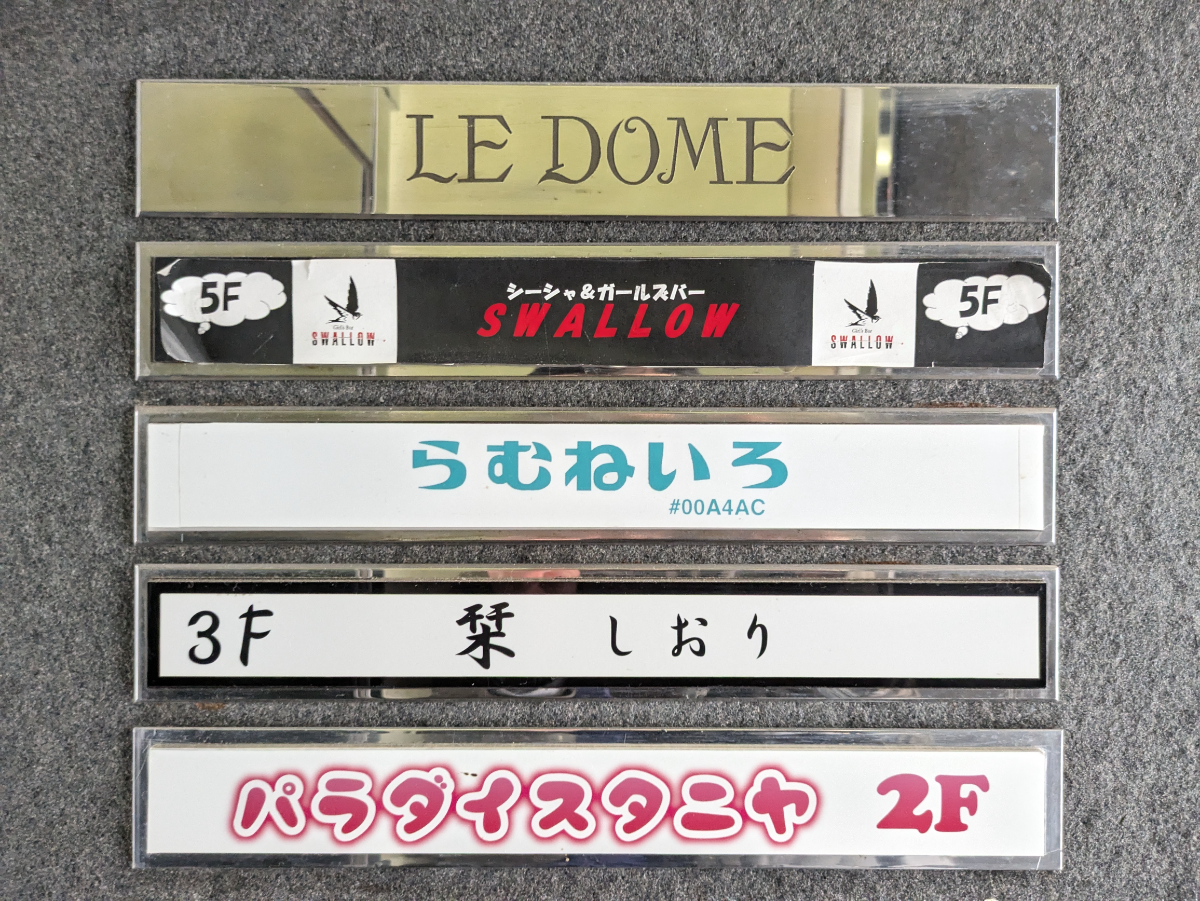 LE DOME
5F
Girl's Bar
SWALLOW
シーシャ&ガールズバー
SWALLOW
Girl's Bar
SWALLOW
5F
らむねいろ
#00A4AC
3F 栞 しおり
パラダイスタニヤ 2F